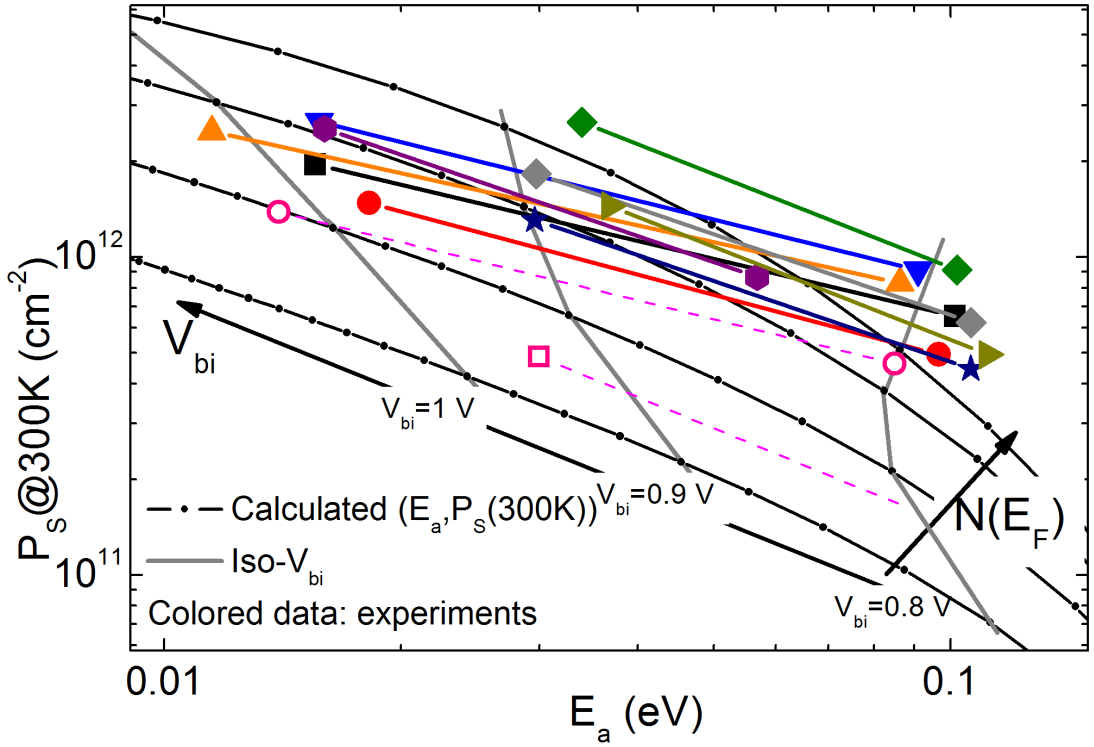 P_S@300K (cm^-2)
10^12
10^11
V_bi
V_bi=1 V
V_bi=0.9 V
V_bi=0.8 V
N(E_F)
Calculated (E_a,P_S(300K))
Iso-V_bi
Colored data: experiments
0.01
0.1
E_a (eV)